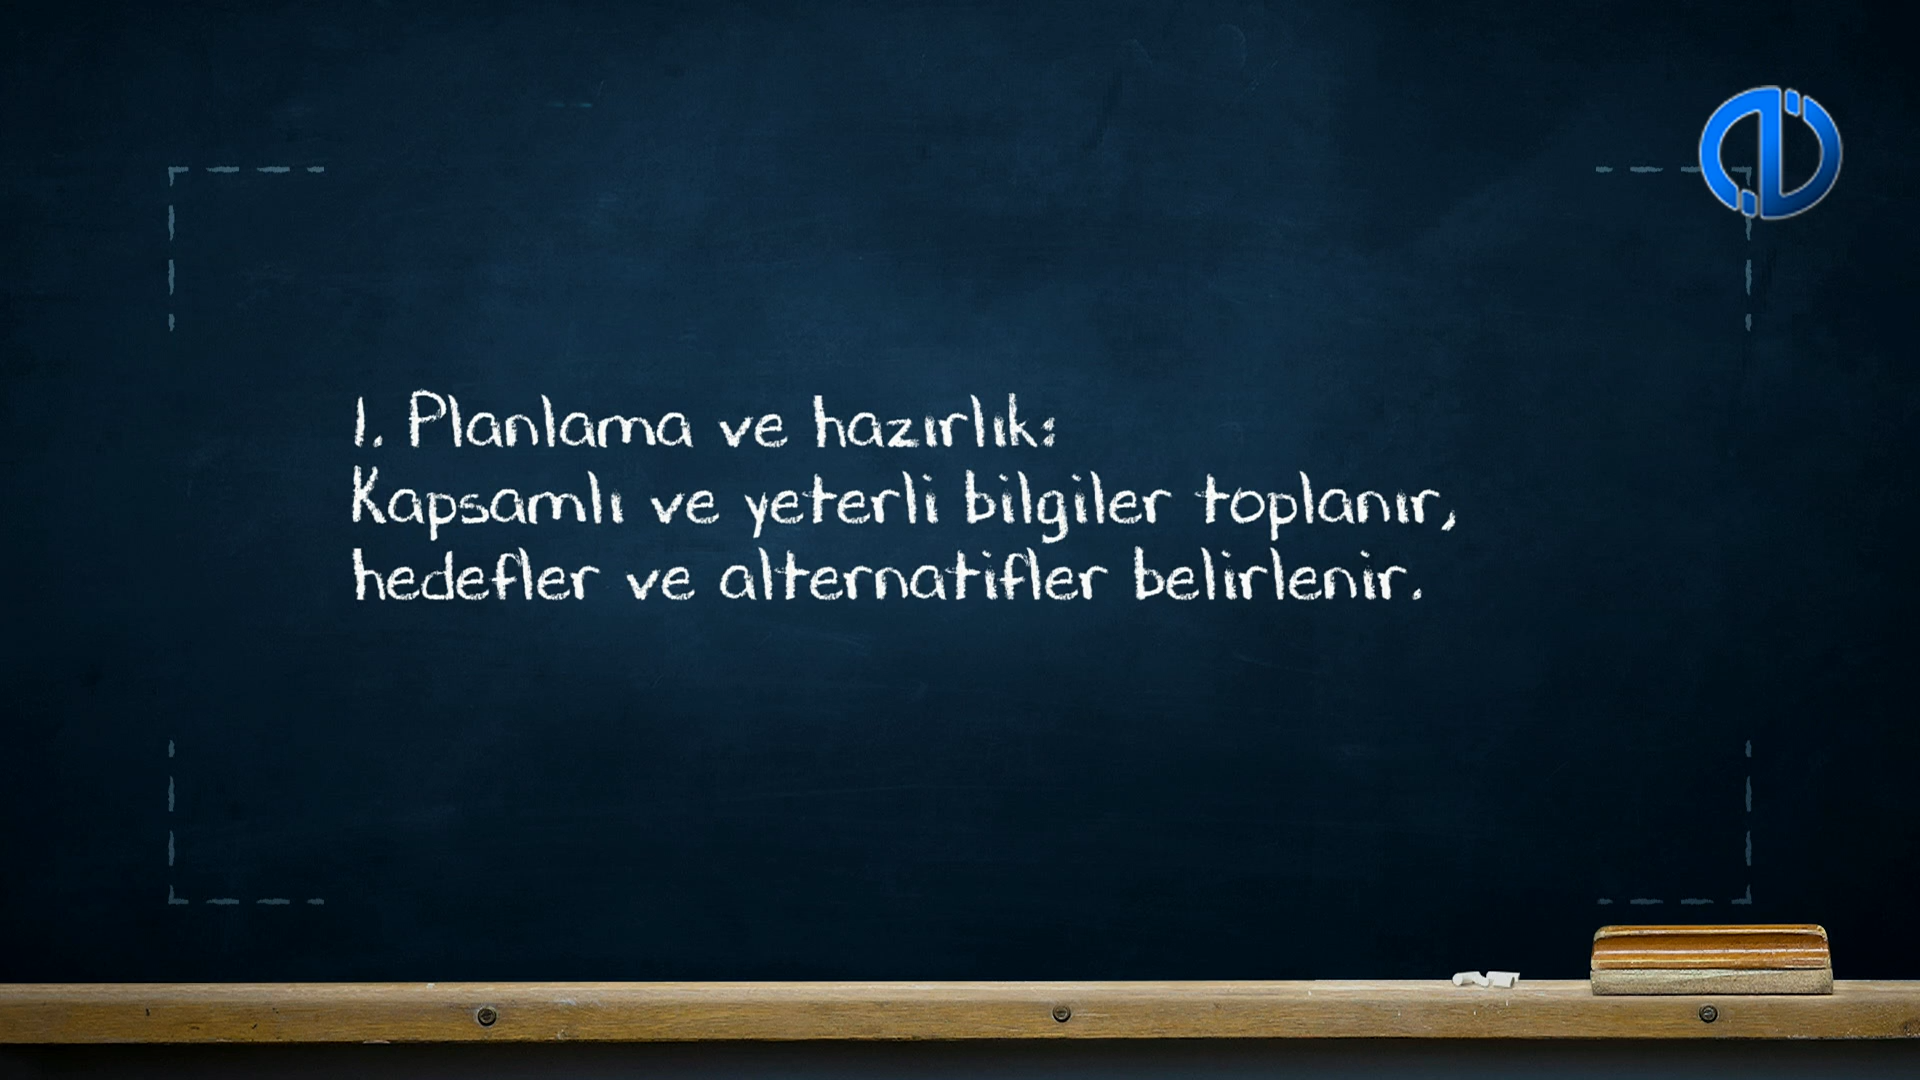 1. Planlama ve hazırlık:
Kapsamlı ve yeterli bilgiler toplanır,
hedefler ve alternatifler belirlenir.